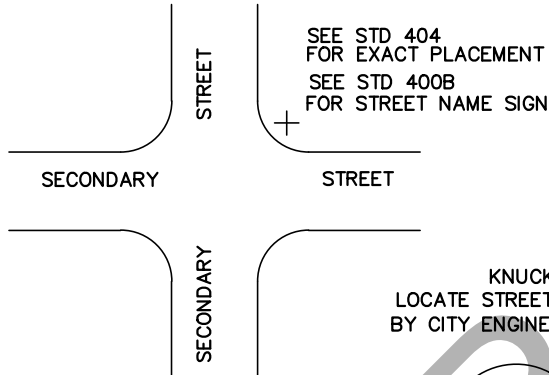 SEE STD 404
FOR EXACT PLACEMENT
SEE STD 400B
FOR STREET NAME SIGN
STREET
SECONDARY STREET
SECONDARY
LOCATE STREET
BY CITY